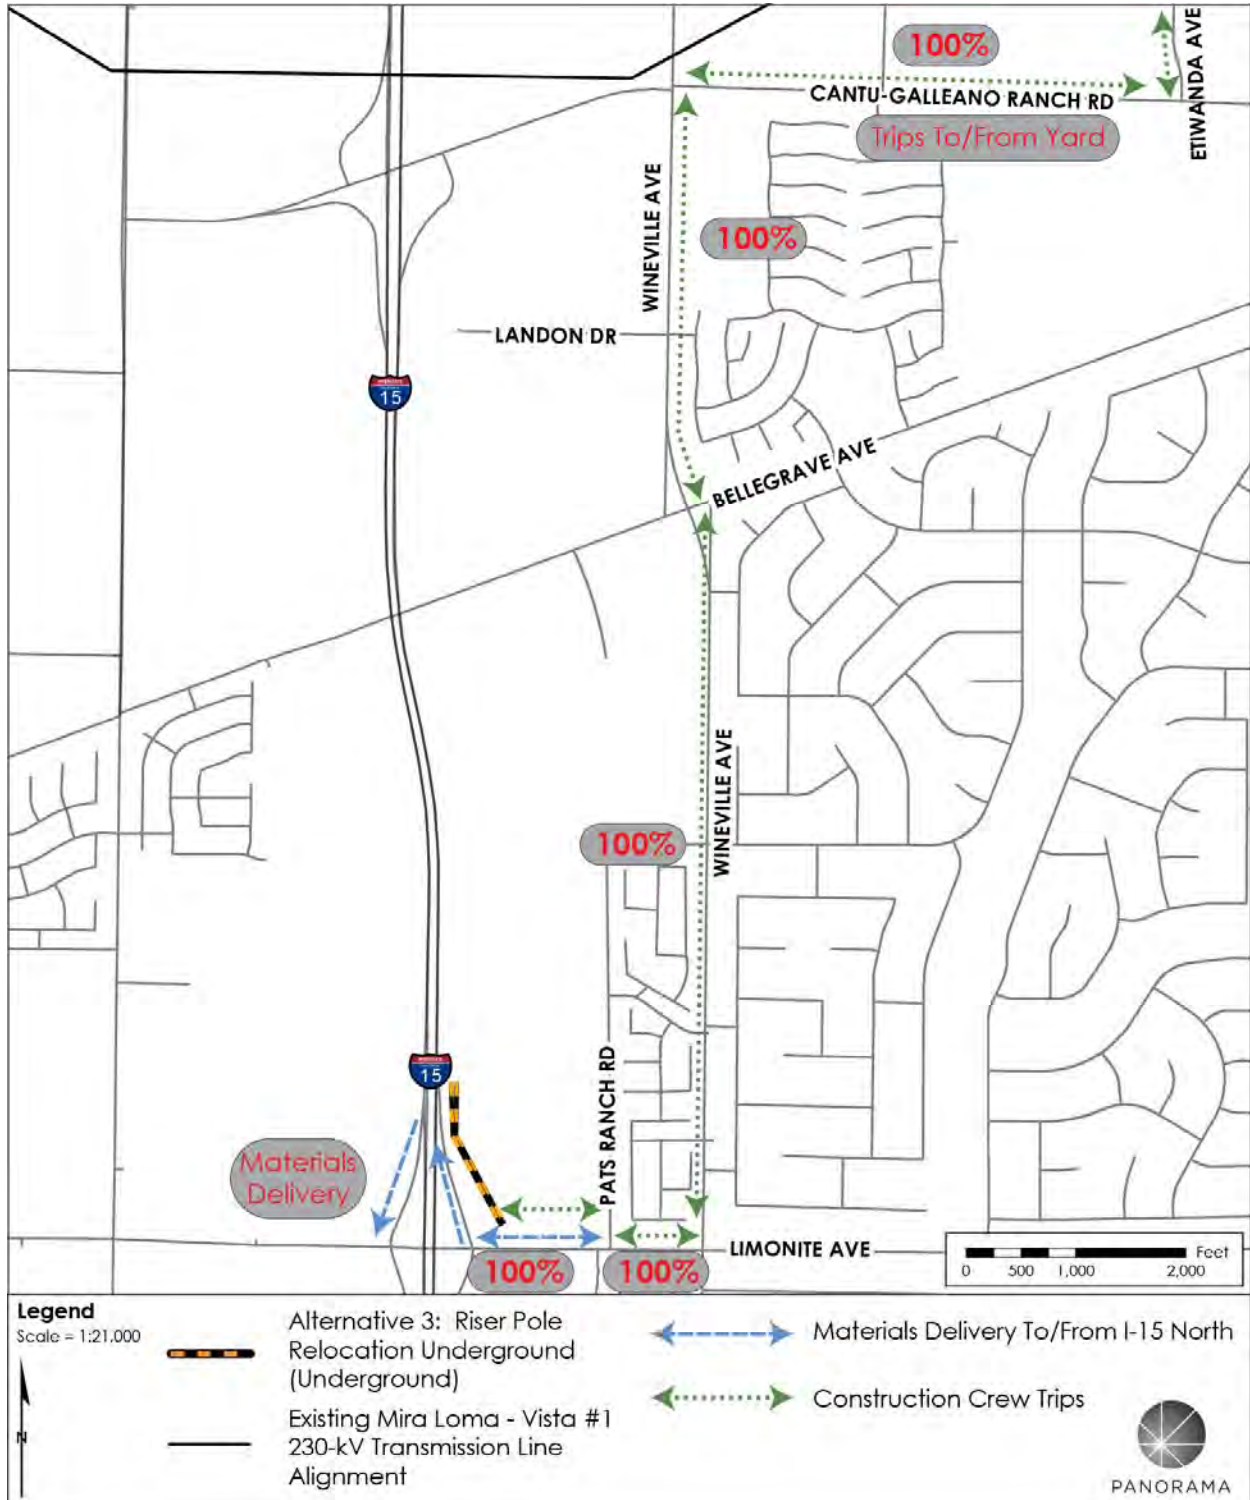 100%
ETIWANDA AVE
CANTU-GALLEANO RANCH RD
Trips To/From Yard
WINEVILLE AVE
100%
LANDON DR
15
BELLEGRAVE AVE
WINEVILLE AVE
100%
15
PATS RANCH RD
Materials
Delivery
LIMONITE AVE
100%
100%
Feet
0 500 1,000 2,000
Legend
Scale = 1:21,000
N
Alternative 3: Riser Pole
Relocation Underground
(Underground)
Existing Mira Loma - Vista #1
230-kV Transmission Line
Alignment
Materials Delivery To/From I-15 North
Construction Crew Trips
PANORAMA